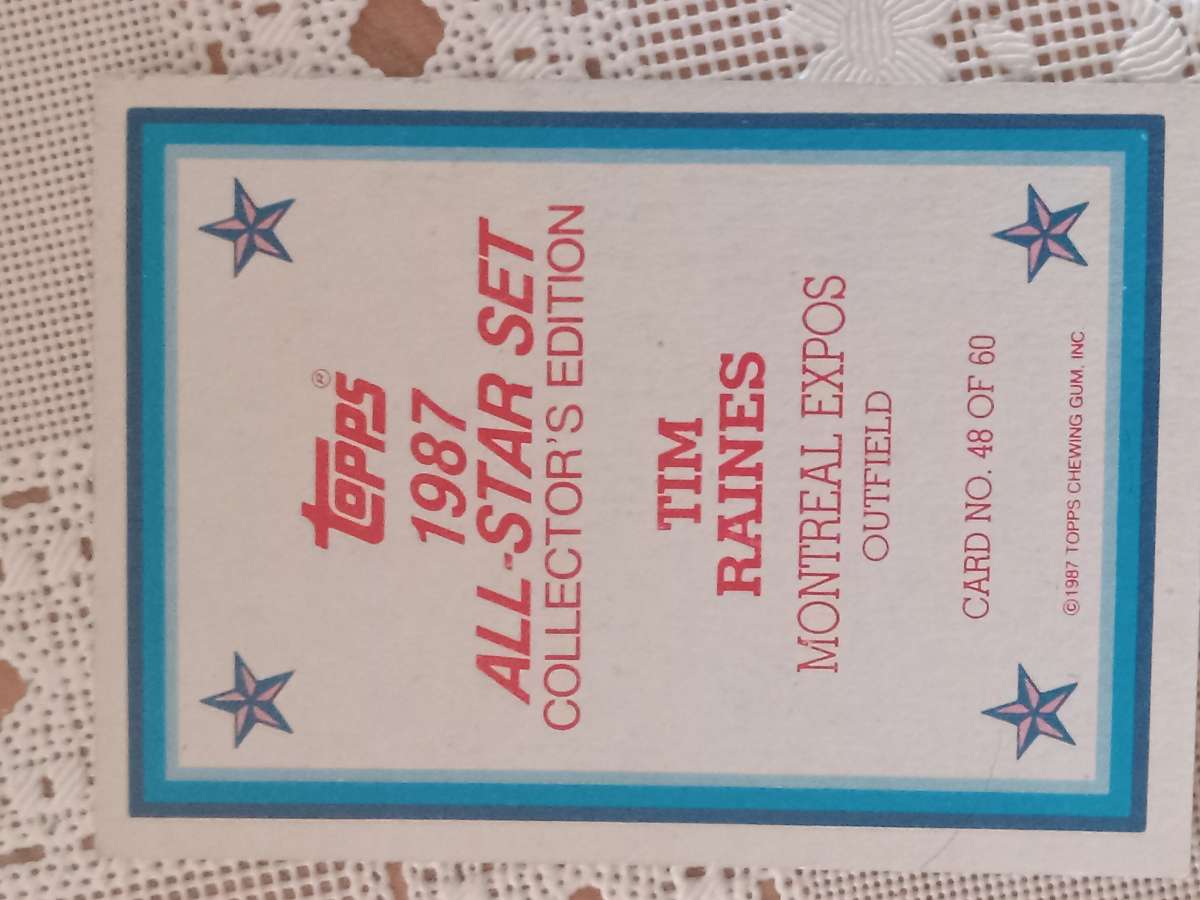 Topps®
1987
ALL-STAR SET
COLLECTOR'S EDITION
TIM
RAINES
MONTREAL EXPOS
OUTFIELD
CARD NO. 48 OF 60
©1987 TOPPS CHEWING GUM, INC